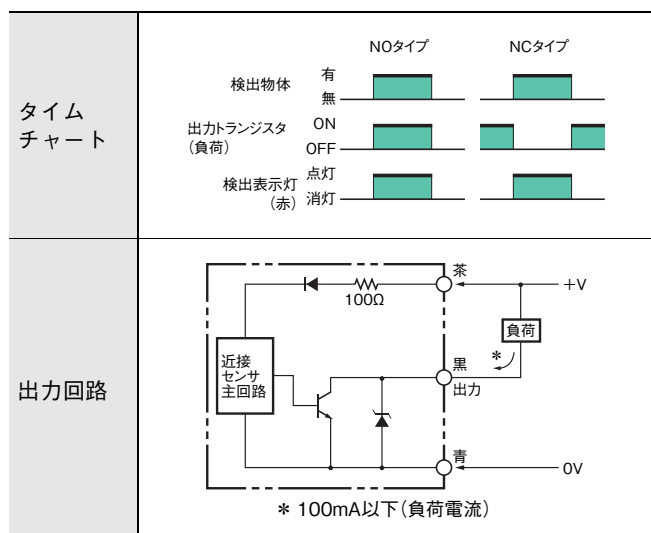 タイム
チャート
NOタイプ
NCタイプ
検出物体
有
無
出力トランジスタ
(負荷)
ON
OFF
検出表示灯
(赤)
点灯
消灯
出力回路
茶
100Ω
+V
負荷
近接
センサ
主回路
*
黒
出力
青
0V
* 100mA以下(負荷電流)